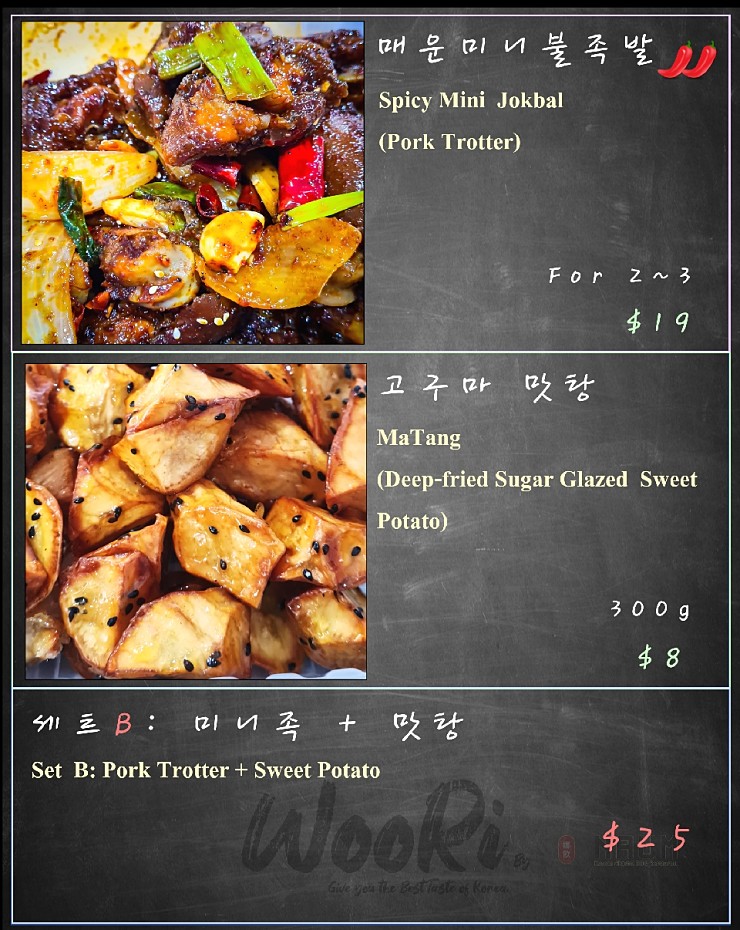 매운미니불족발
Spicy Mini Jokbal
(Pork Trotter)
For 2~3
$19
고구마 맛탕
MaTang
(Deep-fried Sugar Glazed Sweet
Potato)
300g
$8
세트B: 미니족 + 맛탕
Set B: Pork Trotter + Sweet Potato
WooRi By
$25
Give you the Best Taste of Korea.